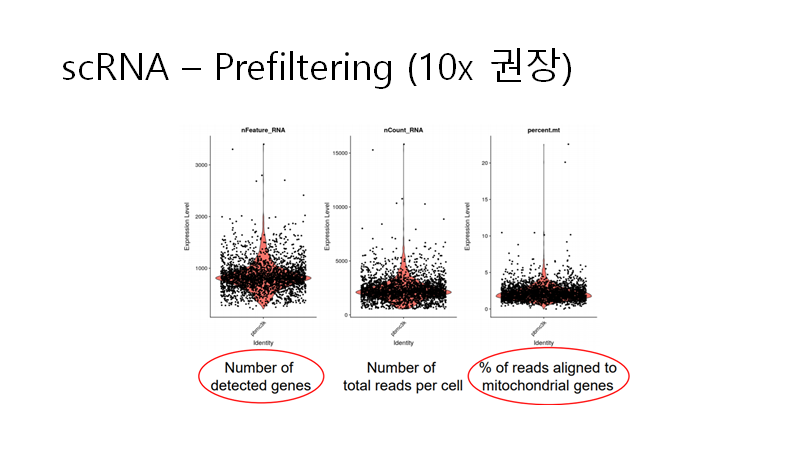 scRNA – Prefiltering (10x 권장)
nFeature_RNA
3000
2000
1000
Expression Level
pbmc3k
Identity
nCount_RNA
15000
10000
5000
0
Expression Level
pbmc3k
Identity
percent.mt
20
15
10
5
0
Expression Level
pbmc3k
Identity
Number of
detected genes
Number of
total reads per cell
% of reads aligned to
mitochondrial genes